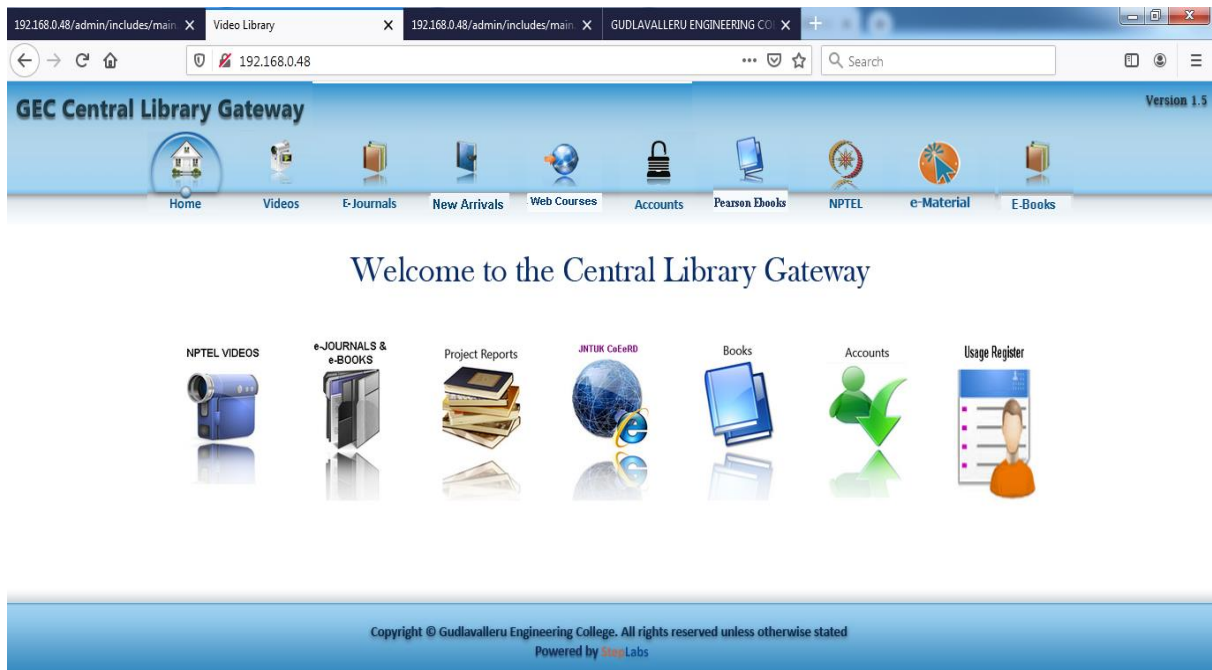 192.168.0.48/admin/includes/main.
Video Library
192.168.0.48/admin/includes/main.
GUDLAVALLERU ENGINEERING CO
192.168.0.48
Search
GEC Central Library Gateway
Version 1.5
Home
Videos
E-Journals
New Arrivals
Web Courses
Accounts
Pearson Ebooks
NPTEL
e-Material
E-Books
Welcome to the Central Library Gateway
NPTEL VIDEOS
e-JOURNALS &
e-BOOKS
Project Reports
JNTUK CoEeRD
Books
Accounts
Usage Register
Copyright © Gudlavalleru Engineering College. All rights reserved unless otherwise stated
Powered by StepLabs